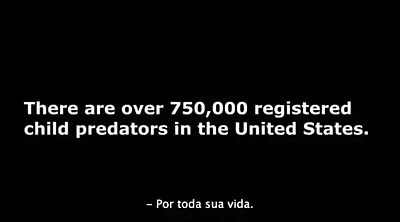 There are over 750,000 registered
child predators in the United States.
– Por toda sua vida.